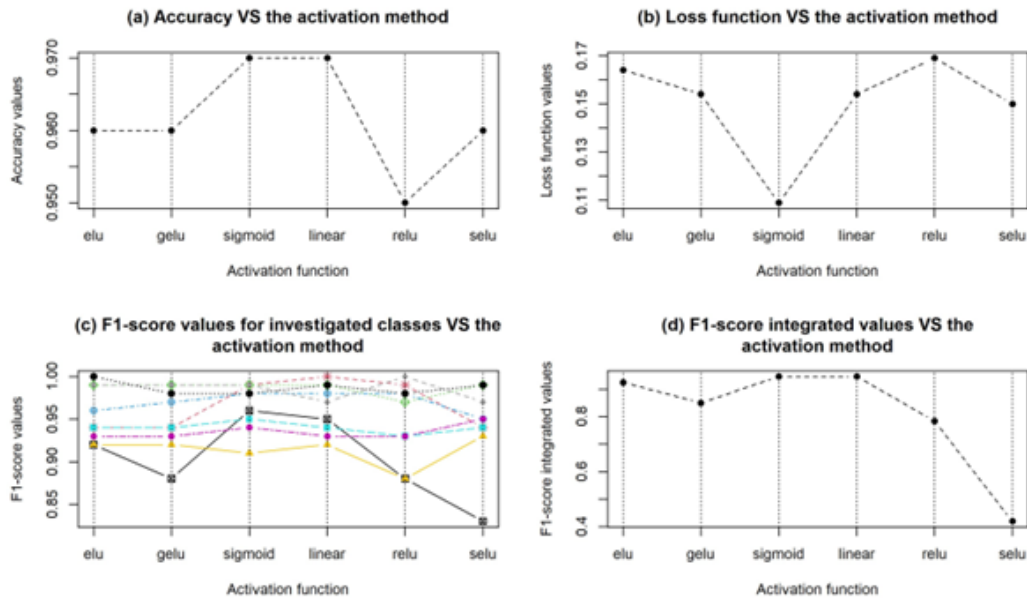 (a) Accuracy VS the activation method
Accuracy values
0.970
0.960
0.950
elu gelu sigmoid linear relu selu
Activation function
(b) Loss function VS the activation method
Loss function values
0.17
0.15
0.13
0.11
elu gelu sigmoid linear relu selu
Activation function
(c) F1-score values for investigated classes VS the
activation method
F1-score values
1.00
0.95
0.90
0.85
elu gelu sigmoid linear relu selu
Activation function
(d) F1-score integrated values VS the
activation method
F1-score integrated values
0.8
0.6
0.4
elu gelu sigmoid linear relu selu
Activation function